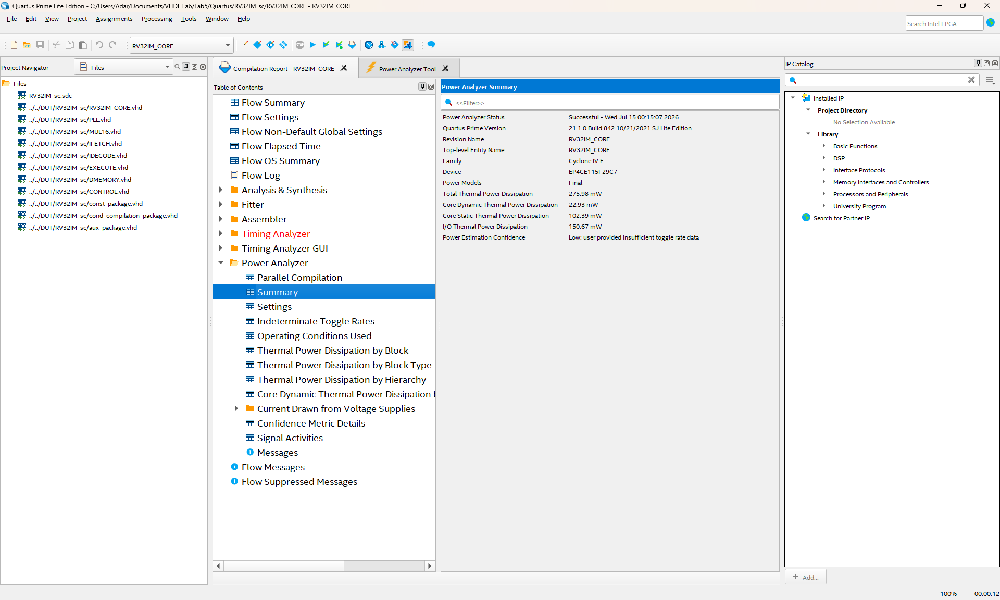 Quartus Prime Lite Edition - C:/Users/Adar/Documents/VHDL Lab/Lab5/Quartus/RV32IM_sc/RV32IM_CORE - RV32IM_CORE
File Edit View Project Assignments Processing Tools Window Help
Search Intel FPGA
RV32IM_CORE
STOP
Project Navigator
Files
Files
RV32IM_sc.sdc
../../DUT/RV32IM_sc/RV32IM_CORE.vhd
../../DUT/RV32IM_sc/PLL.vhd
../../DUT/RV32IM_sc/MUL16.vhd
../../DUT/RV32IM_sc/IFETCH.vhd
../../DUT/RV32IM_sc/IDECODE.vhd
../../DUT/RV32IM_sc/EXECUTE.vhd
../../DUT/RV32IM_sc/DMEMORY.vhd
../../DUT/RV32IM_sc/CONTROL.vhd
../../DUT/RV32IM_sc/const_package.vhd
../../DUT/RV32IM_sc/cond_compilation_package.vhd
../../DUT/RV32IM_sc/aux_package.vhd
Compilation Report - RV32IM_CORE
Power Analyzer Tool
Table of Contents
Flow Summary
Flow Settings
Flow Non-Default Global Settings
Flow Elapsed Time
Flow OS Summary
Flow Log
Analysis & Synthesis
Fitter
Assembler
Timing Analyzer
Timing Analyzer GUI
Power Analyzer
Parallel Compilation
Summary
Settings
Indeterminate Toggle Rates
Operating Conditions Used
Thermal Power Dissipation by Block
Thermal Power Dissipation by Block Type
Thermal Power Dissipation by Hierarchy
Core Dynamic Thermal Power Dissipation
Current Drawn from Voltage Supplies
Confidence Metric Details
Signal Activities
Messages
Flow Messages
Flow Suppressed Messages
Power Analyzer Summary
<<Filter>>
Power Analyzer Status Successful - Wed Jul 15 00:15:07 2026
Quartus Prime Version 21.1.0 Build 842 10/21/2021 SJ Lite Edition
Revision Name RV32IM_CORE
Top-level Entity Name RV32IM_CORE
Family Cyclone IV E
Device EP4CE115F29C7
Power Models Final
Total Thermal Power Dissipation 275.98 mW
Core Dynamic Thermal Power Dissipation 22.93 mW
Core Static Thermal Power Dissipation 102.39 mW
I/O Thermal Power Dissipation 150.67 mW
Power Estimation Confidence Low: user provided insufficient toggle rate data
IP Catalog
Installed IP
Project Directory
No Selection Available
Library
Basic Functions
DSP
Interface Protocols
Memory Interfaces and Controllers
Processors and Peripherals
University Program
Search for Partner IP
+ Add...
100% 00:00:12